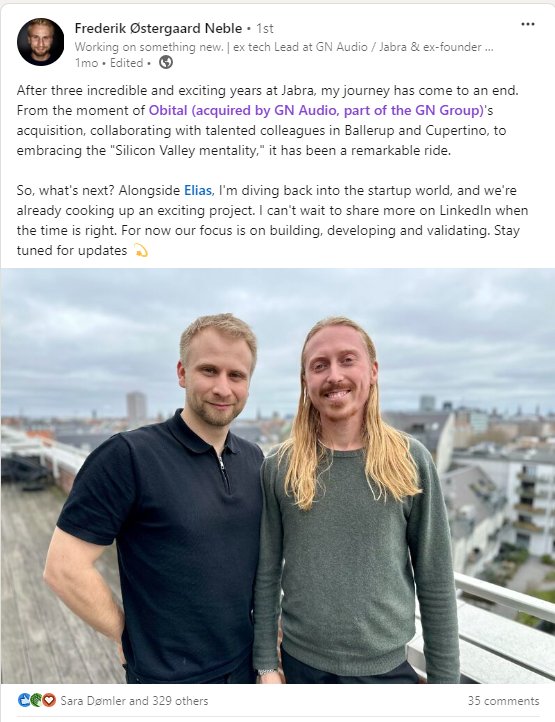 Frederik Østergaard Neble • 1st
Working on something new. | ex tech Lead at GN Audio / Jabra & ex-founder ...
1mo • Edited •
After three incredible and exciting years at Jabra, my journey has come to an end.
From the moment of Obital (acquired by GN Audio, part of the GN Group)'s
acquisition, collaborating with talented colleagues in Ballerup and Cupertino, to
embracing the "Silicon Valley mentality," it has been a remarkable ride.
So, what's next? Alongside Elias, I'm diving back into the startup world, and we're
already cooking up an exciting project. I can't wait to share more on LinkedIn when
the time is right. For now our focus is on building, developing and validating. Stay
tuned for updates 💫
Sara Dømler and 329 others
35 comments